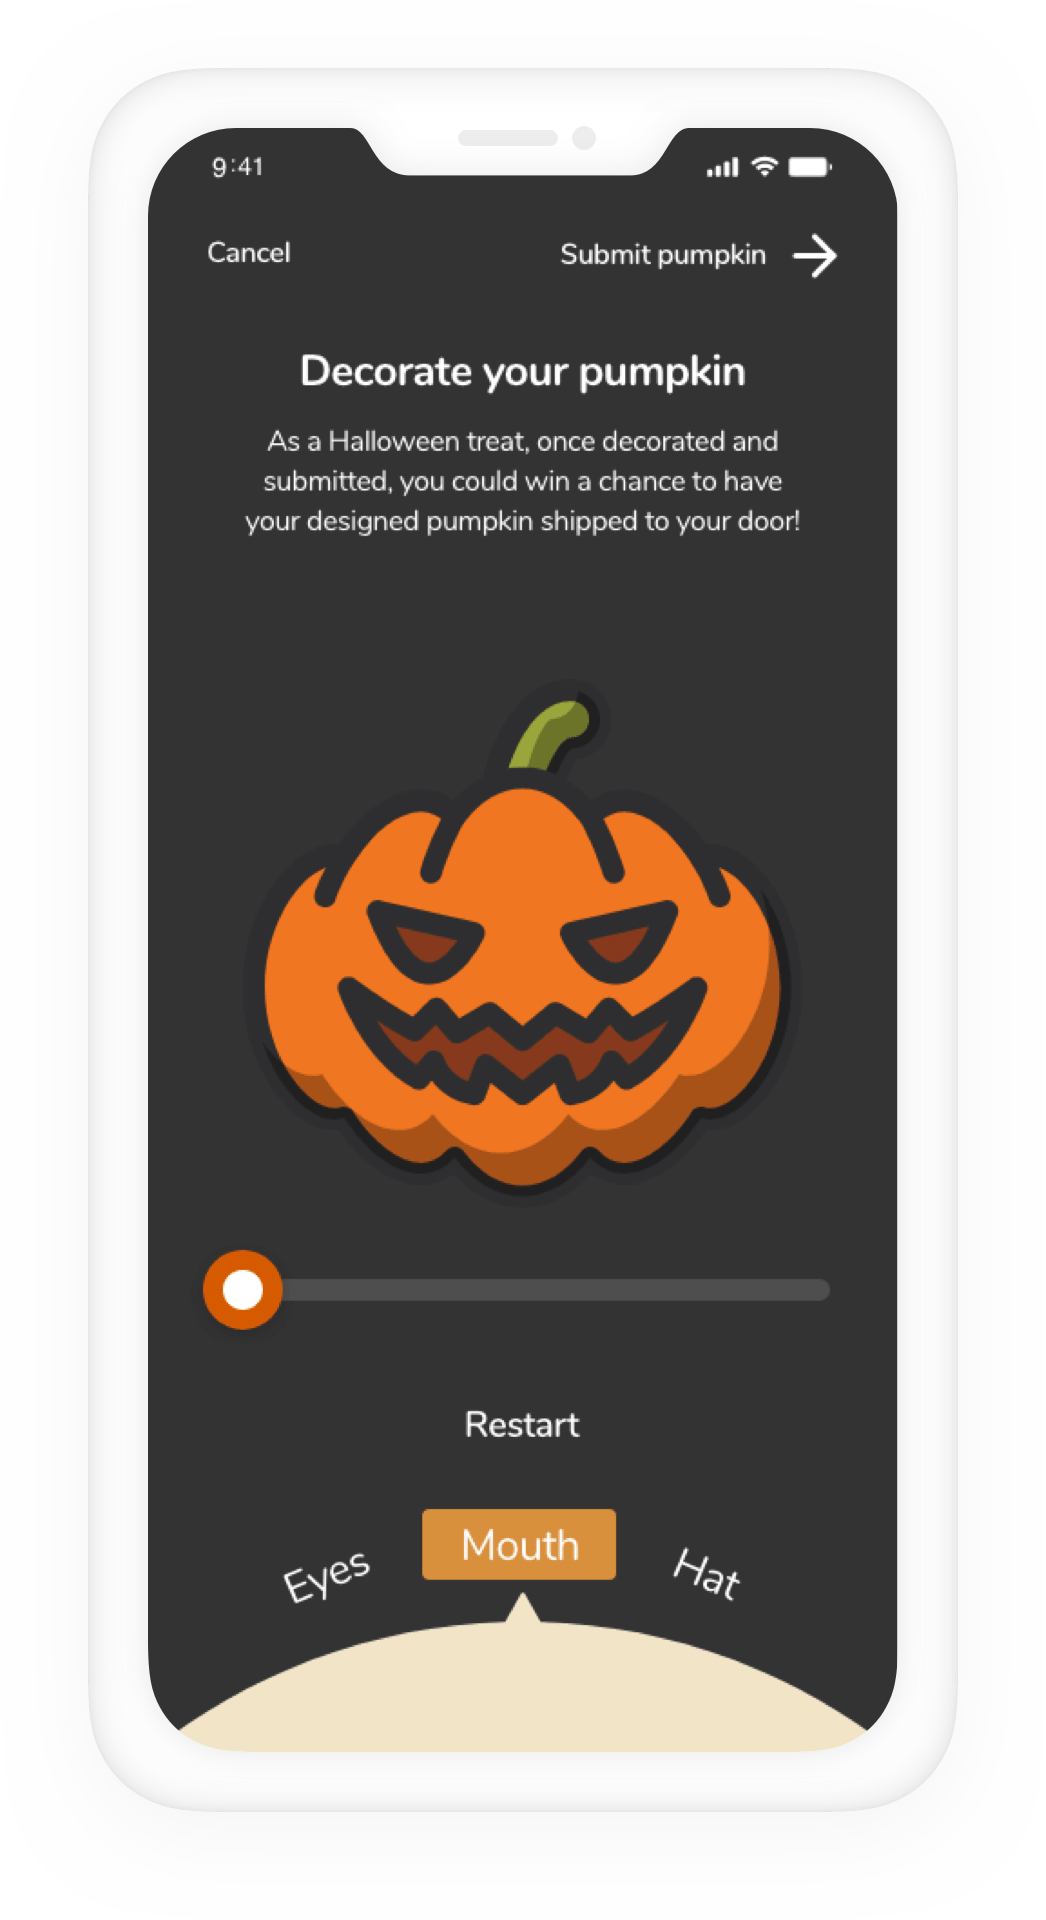 9:41
Cancel
Submit pumpkin
Decorate your pumpkin
As a Halloween treat, once decorated and
submitted, you could win a chance to have
your designed pumpkin shipped to your door!
Restart
Eyes
Mouth
Hat